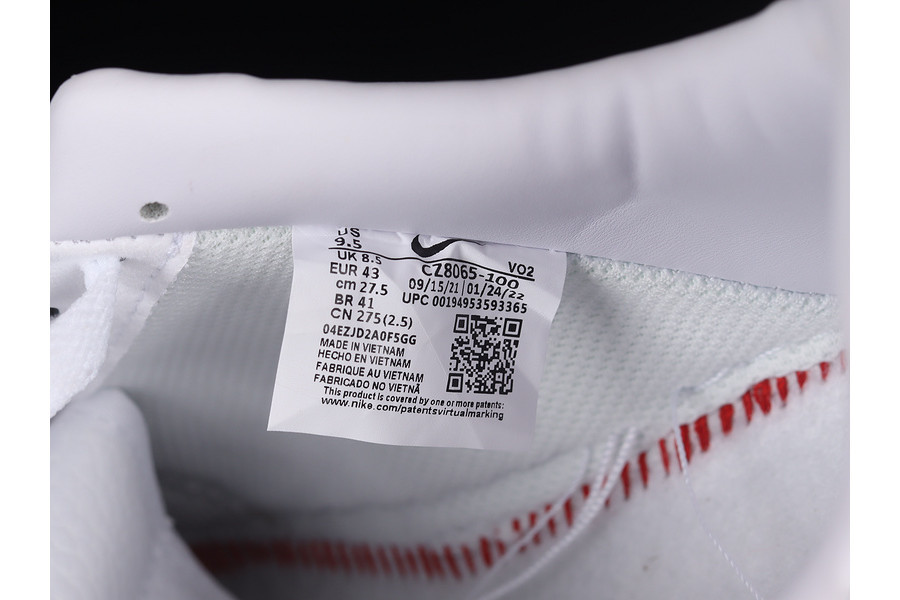 US
9.5
UK 8.5
EUR 43
cm 27.5
BR 41
CN 275(2.5)
04EZJD2A0F5GG
CZ8065-100 VO2
09/15/21 01/24/22
UPC 00194953593365
MADE IN VIETNAM
HECHO EN VIETNAM
FABRIQUE AU VIETNAM
FABRICADO NO VIETNÃ
This product is covered by one or more patents:
www.nike.com/patentsvirtualmarking